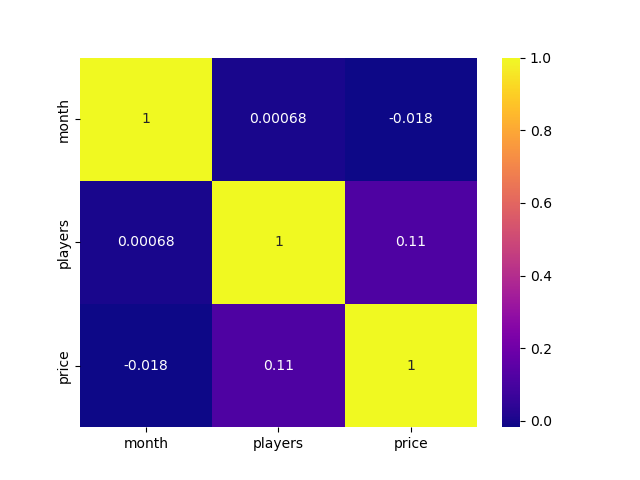 month 1 0.00068 -0.018
players 0.00068 1 0.11
price -0.018 0.11 1
month players price
1.0
0.8
0.6
0.4
0.2
0.0